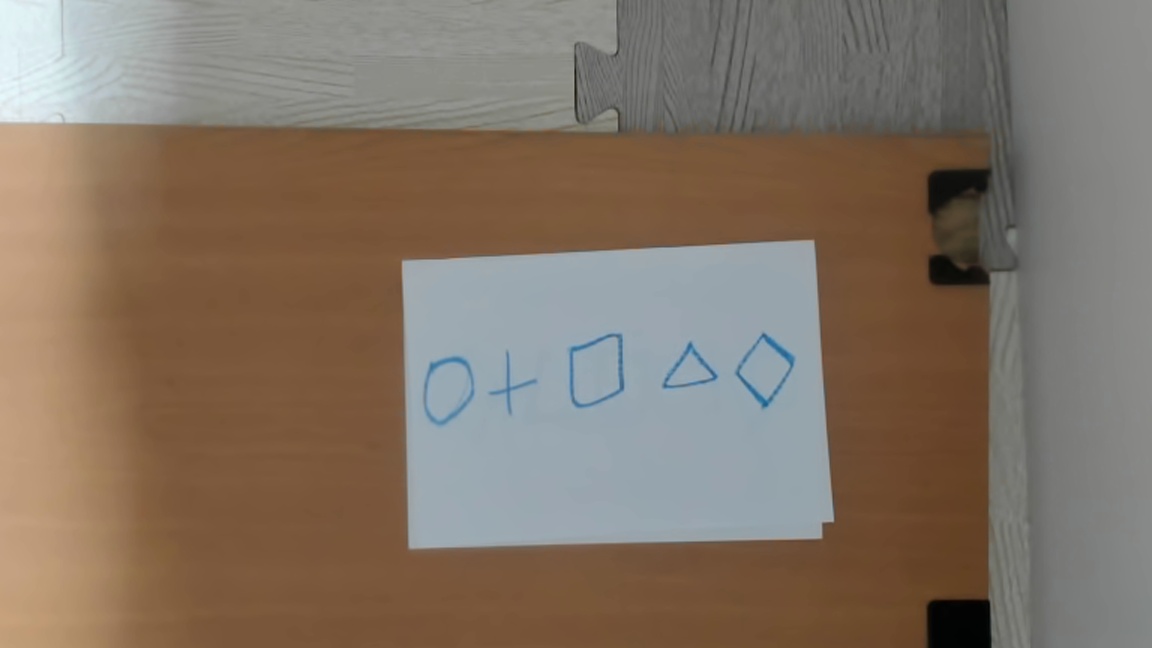 ○ + □ △ ◇